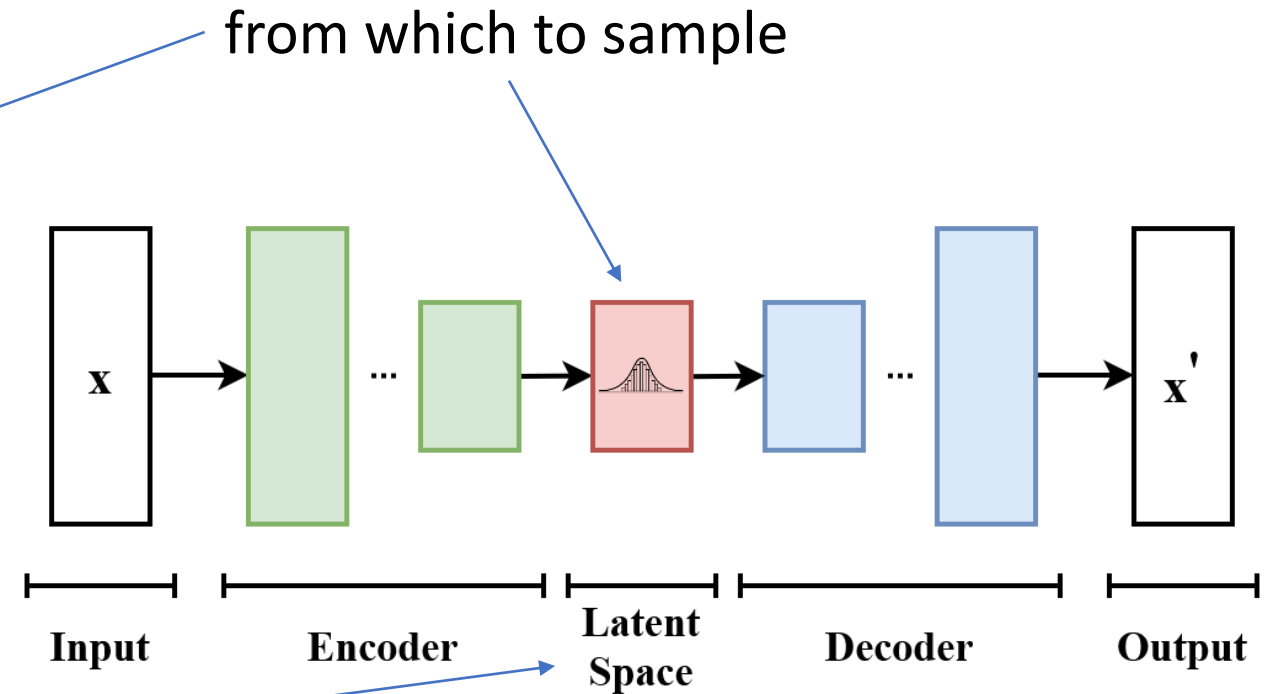 from which to sample
x
...
...
x'
Input
Encoder
Latent
Space
Decoder
Output